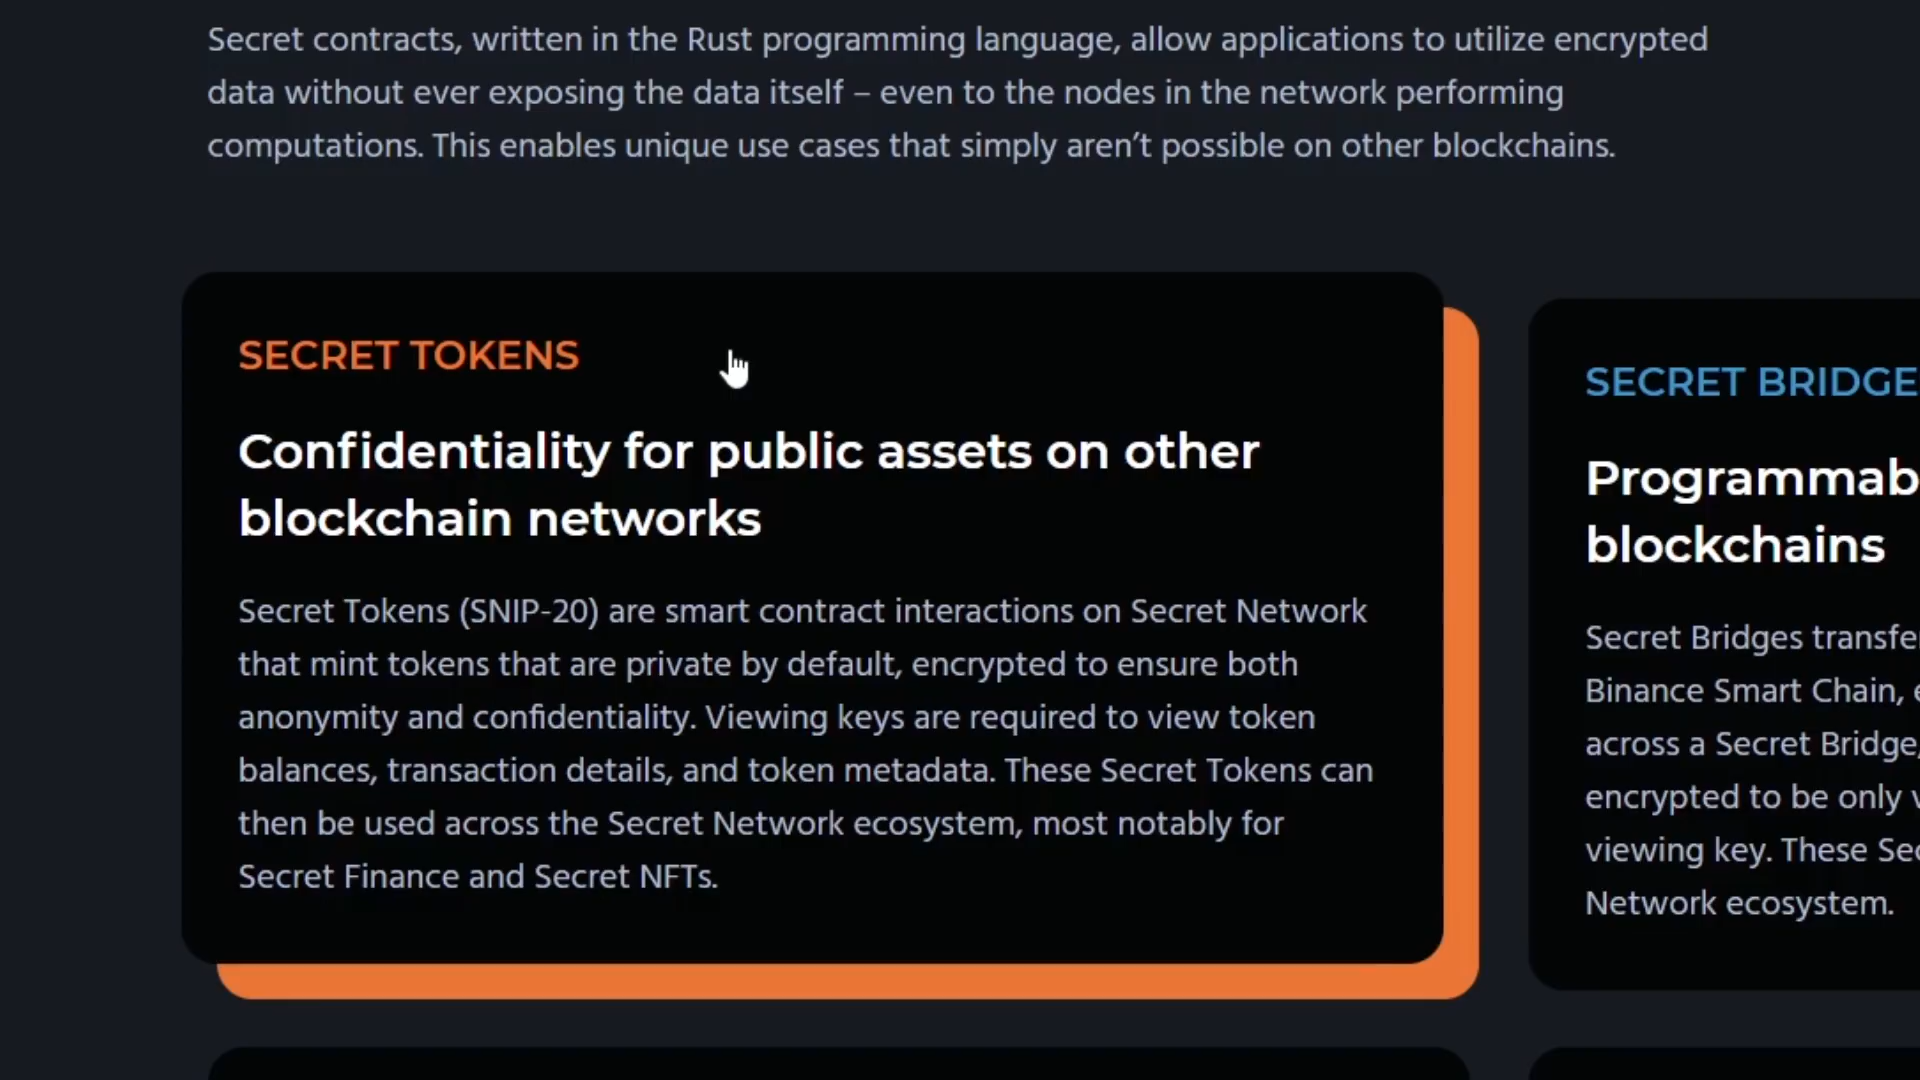 Secret contracts, written in the Rust programming language, allow applications to utilize encrypted
data without ever exposing the data itself – even to the nodes in the network performing
computations. This enables unique use cases that simply aren’t possible on other blockchains.
SECRET TOKENS
Confidentiality for public assets on other
blockchain networks
Secret Tokens (SNIP-20) are smart contract interactions on Secret Network
that mint tokens that are private by default, encrypted to ensure both
anonymity and confidentiality. Viewing keys are required to view token
balances, transaction details, and token metadata. These Secret Tokens can
then be used across the Secret Network ecosystem, most notably for
Secret Finance and Secret NFTs.
SECRET BRIDGE
Programmab
blockchains
Secret Bridges transfe
Binance Smart Chain,
across a Secret Bridge,
encrypted to be only
viewing key. These Sec
Network ecosystem.